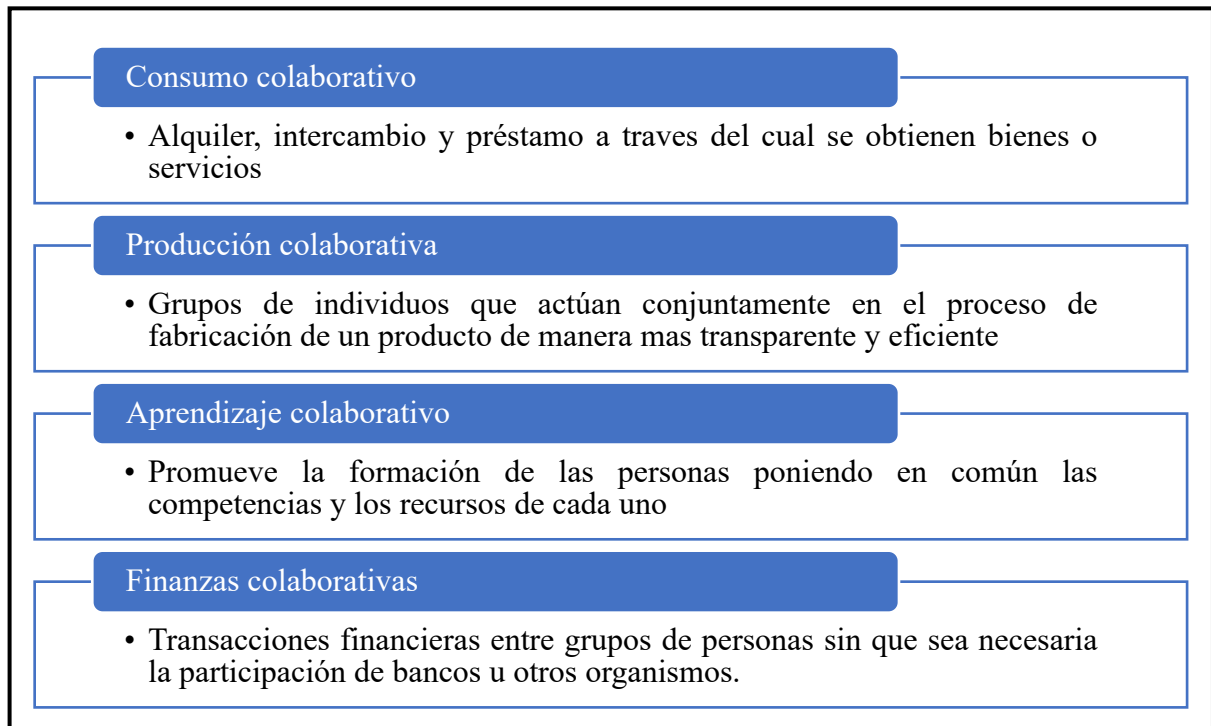 Consumo colaborativo
• Alquiler, intercambio y préstamo a traves del cual se obtienen bienes o
servicios
Producción colaborativa
• Grupos de individuos que actúan conjuntamente en el proceso de
fabricación de un producto de manera mas transparente y eficiente
Aprendizaje colaborativo
• Promueve la formación de las personas poniendo en común las
competencias y los recursos de cada uno
Finanzas colaborativas
• Transacciones financieras entre grupos de personas sin que sea necesaria
la participación de bancos u otros organismos.